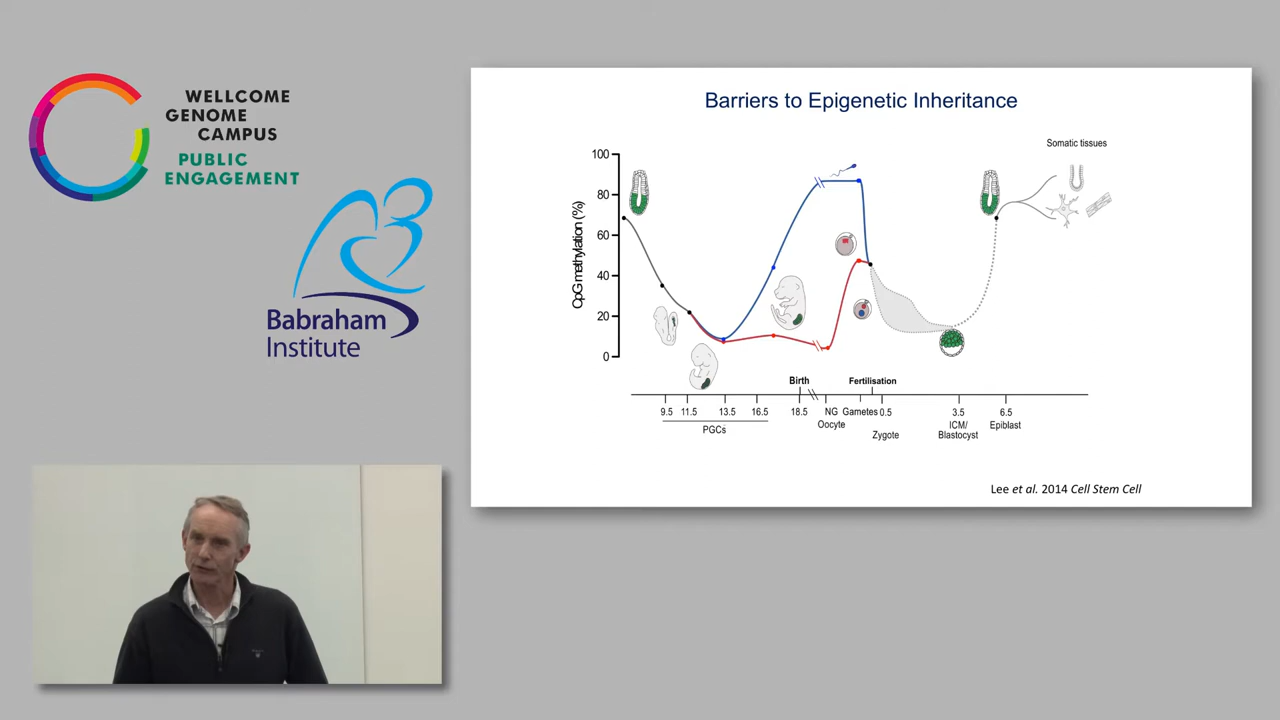 WELLCOME
GENOME
CAMPUS
PUBLIC
ENGAGEMENT
Babraham
Institute
Barriers to Epigenetic Inheritance
Somatic tissues
100
80
60
40
20
0
CpG methylation (%)
Birth
Fertilisation
9.5 11.5 13.5 16.5 18.5 NG Gametes 0.5 3.5 6.5
PGCs
Oocyte
Zygote
ICM/
Blastocyst
Epiblast
Lee et al. 2014 Cell Stem Cell